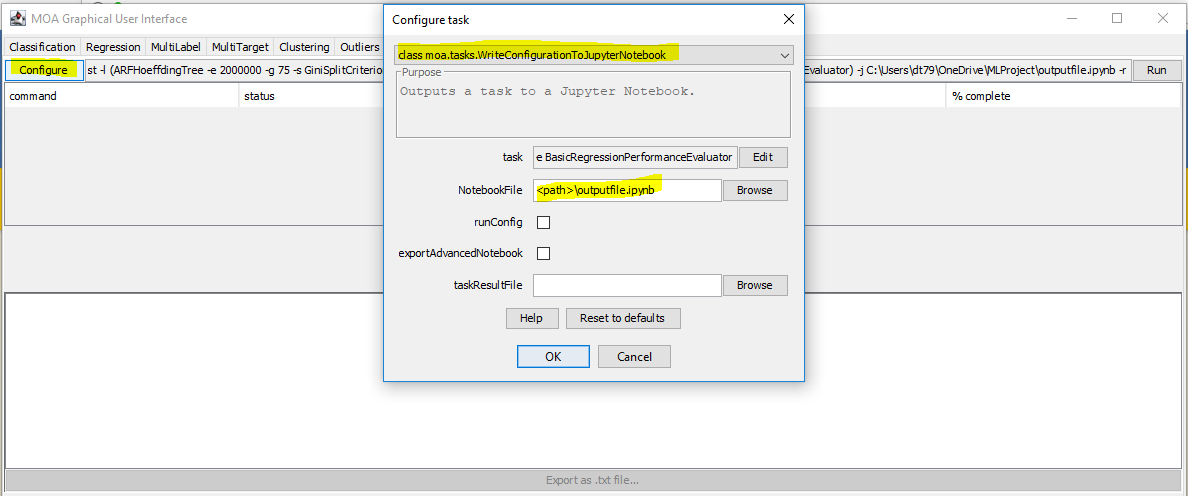 MOA Graphical User Interface
Classification Regression MultiLabel MultiTarget Clustering Outliers
Configure st -l (ARFHoeffdingTree -e 2000000 -g 75 -s GiniSplitCriterio Evaluator) -j C:\Users\dt79\OneDrive\MLProject\outputfile.ipynb -r Run
command status % complete
Configure task
class moa.tasks.WriteConfigurationToJupyterNotebook
Purpose
Outputs a task to a Jupyter Notebook.
task e BasicRegressionPerformanceEvaluator Edit
NotebookFile <path>\outputfile.ipynb Browse
runConfig
exportAdvancedNotebook
taskResultFile Browse
Help Reset to defaults
OK Cancel
Export as .txt file...